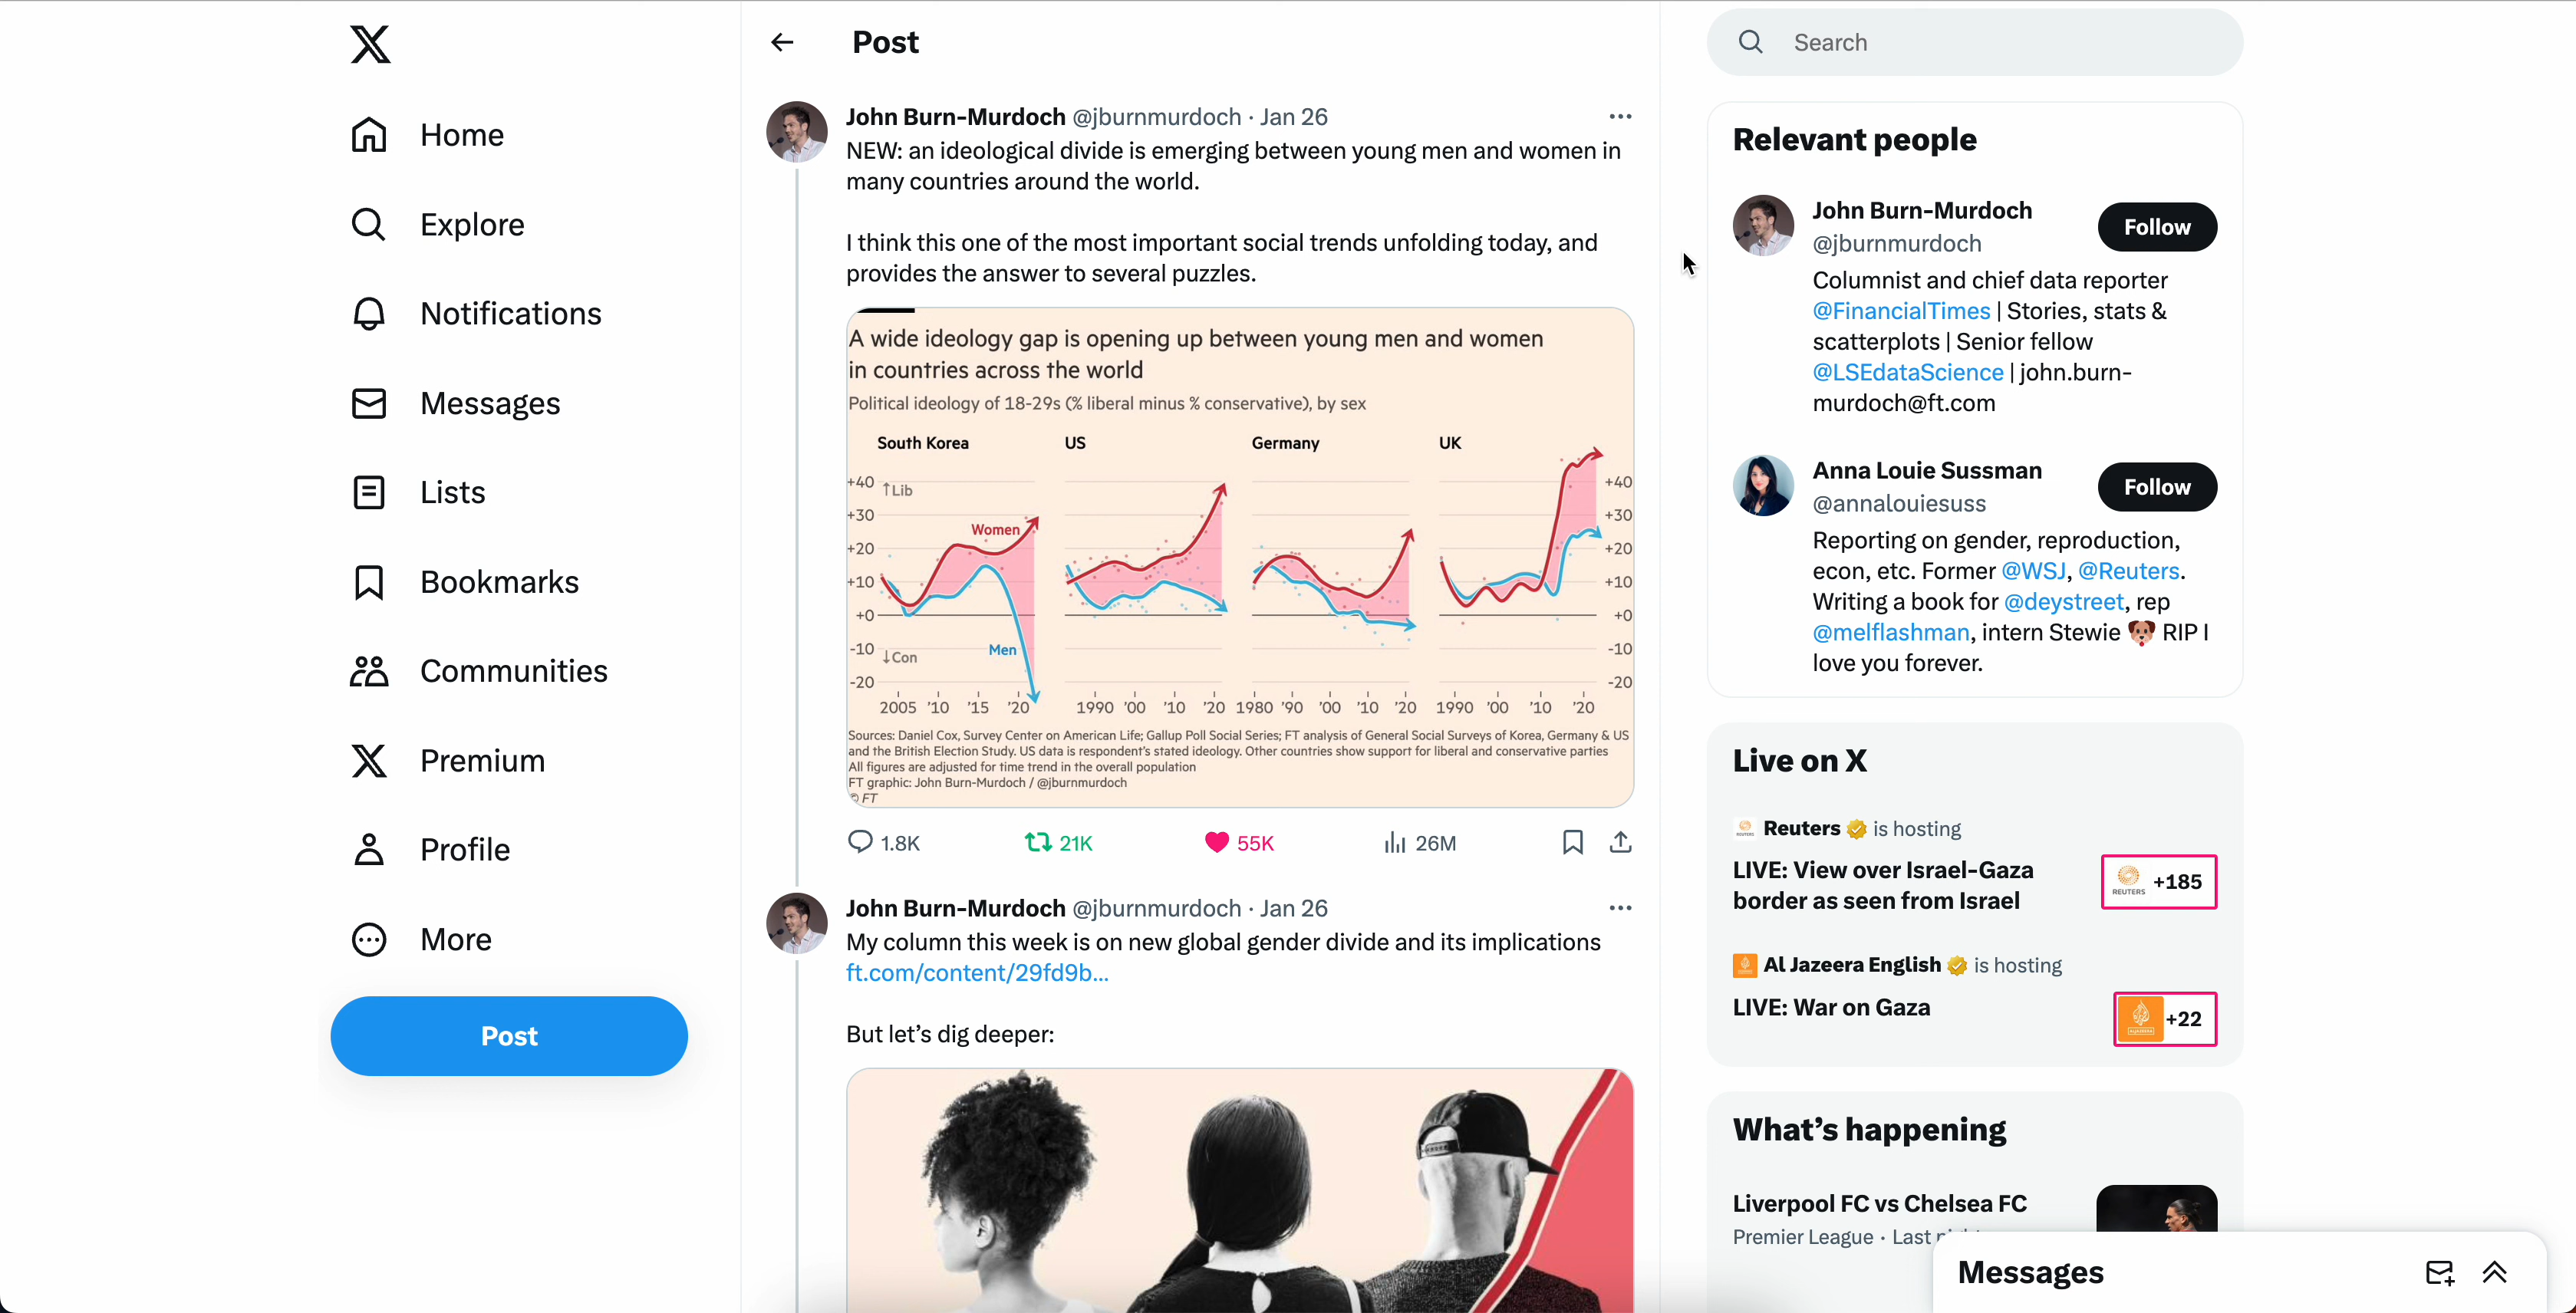 Home
Explore
Notifications
Messages
Lists
Bookmarks
Communities
Premium
Profile
More
Post
Post
John Burn-Murdoch @jburnmurdoch · Jan 26
NEW: an ideological divide is emerging between young men and women in
many countries around the world.
I think this one of the most important social trends unfolding today, and
provides the answer to several puzzles.
A wide ideology gap is opening up between young men and women
in countries across the world
Political ideology of 18-29s (% liberal minus % conservative), by sex
South Korea US Germany UK
+40 ↑Lib +40
+30 Women +30
+20 +20
+10 +10
+0 +0
-10 ↓Con Men -10
-20 -20
2005 '10 '15 '20 1990 '00 '10 '20 1980 '90 '00 '10 '20 1990 '00 '10 '20
Sources: Daniel Cox, Survey Center on American Life; Gallup Poll Social Series; FT analysis of General Social Surveys of Korea, Germany & US
and the British Election Study. US data is respondent's stated ideology. Other countries show support for liberal and conservative parties
All figures are adjusted for time trend in the overall population
FT graphic: John Burn-Murdoch / @jburnmurdoch
© FT
1.8K 21K 55K 26M
John Burn-Murdoch @jburnmurdoch · Jan 26
My column this week is on new global gender divide and its implications
ft.com/content/29fd9b…
But let's dig deeper:
Search
Relevant people
John Burn-Murdoch
@jburnmurdoch
Follow
Columnist and chief data reporter
@FinancialTimes | Stories, stats &
scatterplots | Senior fellow
@LSEdataScience | john.burn-
murdoch@ft.com
Anna Louie Sussman
@annalouiesuss
Follow
Reporting on gender, reproduction,
econ, etc. Former @WSJ, @Reuters.
Writing a book for @deystreet, rep
@melflashman, intern Stewie 🐶 RIP I
love you forever.
Live on X
Reuters is hosting
LIVE: View over Israel-Gaza
border as seen from Israel
REUTERS +185
Al Jazeera English is hosting
LIVE: War on Gaza
+22
What's happening
Liverpool FC vs Chelsea FC
Premier League · Last
Messages